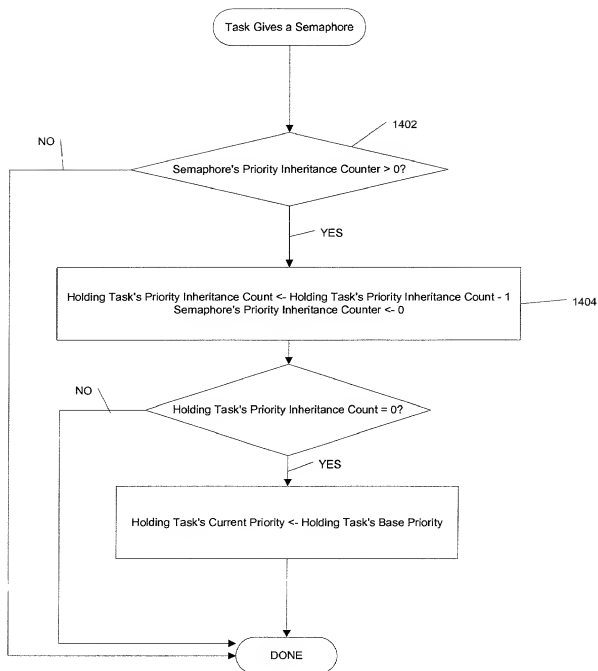 Task Gives a Semaphore
1402
NO
Semaphore's Priority Inheritance Counter > 0?
YES
Holding Task's Priority Inheritance Count <- Holding Task's Priority Inheritance Count - 1
Semaphore's Priority Inheritance Counter <- 0
1404
NO
Holding Task's Priority Inheritance Count = 0?
YES
Holding Task's Current Priority <- Holding Task's Base Priority
DONE